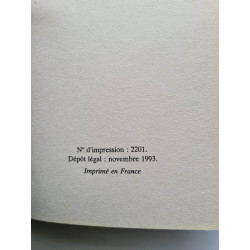 N° d'impression : 2201.
Dépôt légal : novembre 1993.
Imprimé en France